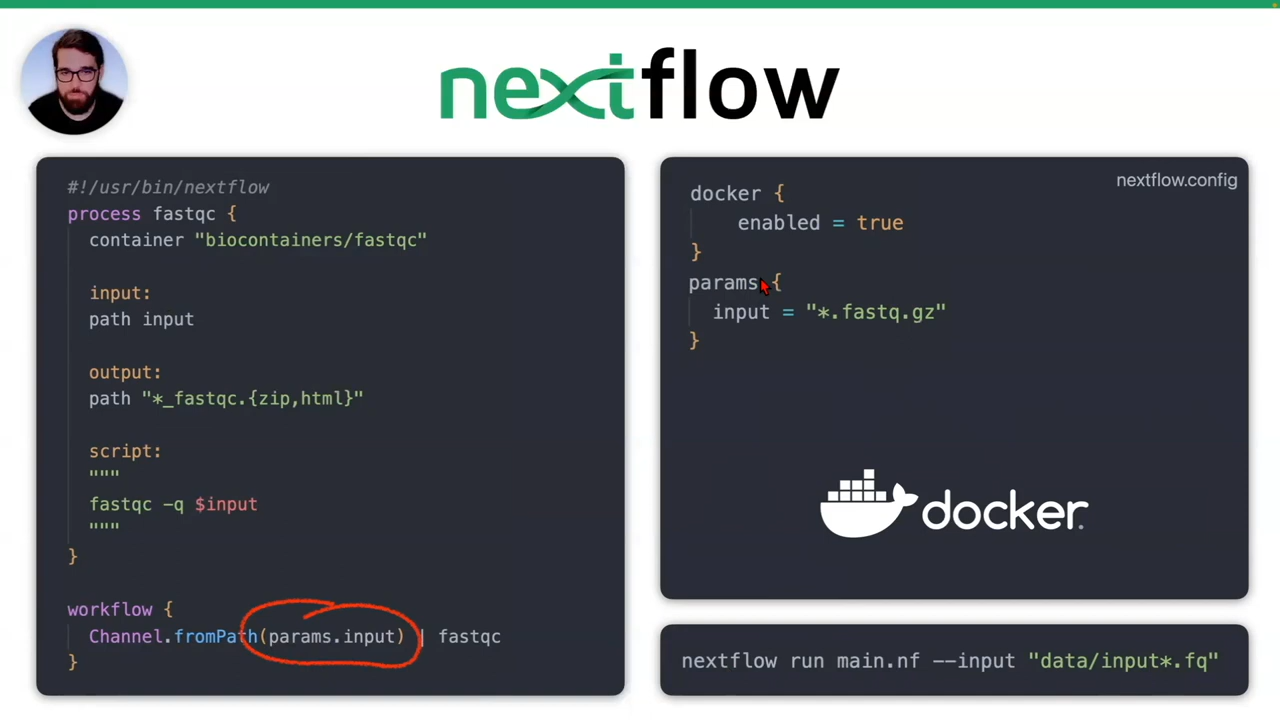 nextflow
#!/usr/bin/nextflow
process fastqc {
container "biocontainers/fastqc"
input:
path input
output:
path "*_fastqc.{zip,html}"
script:
"""
fastqc -q $input
"""
}
workflow {
Channel.fromPath(params.input) | fastqc
}
nextflow.config
docker {
enabled = true
}
params {
input = "*.fastq.gz"
}
docker
nextflow run main.nf --input "data/input*.fq"